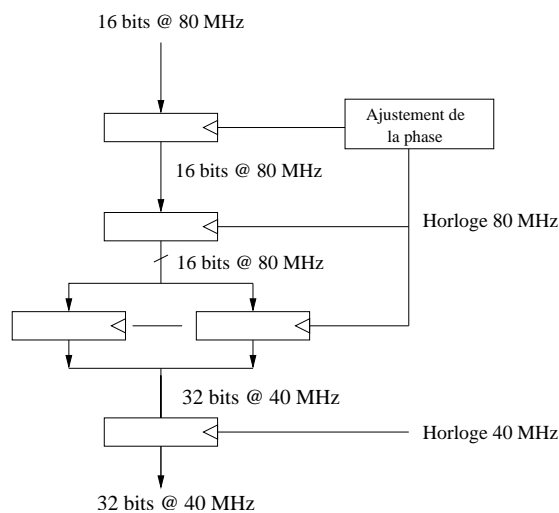 16 bits @ 80 MHz
Ajustement de
la phase
16 bits @ 80 MHz
Horloge 80 MHz
16 bits @ 80 MHz
32 bits @ 40 MHz
Horloge 40 MHz
32 bits @ 40 MHz